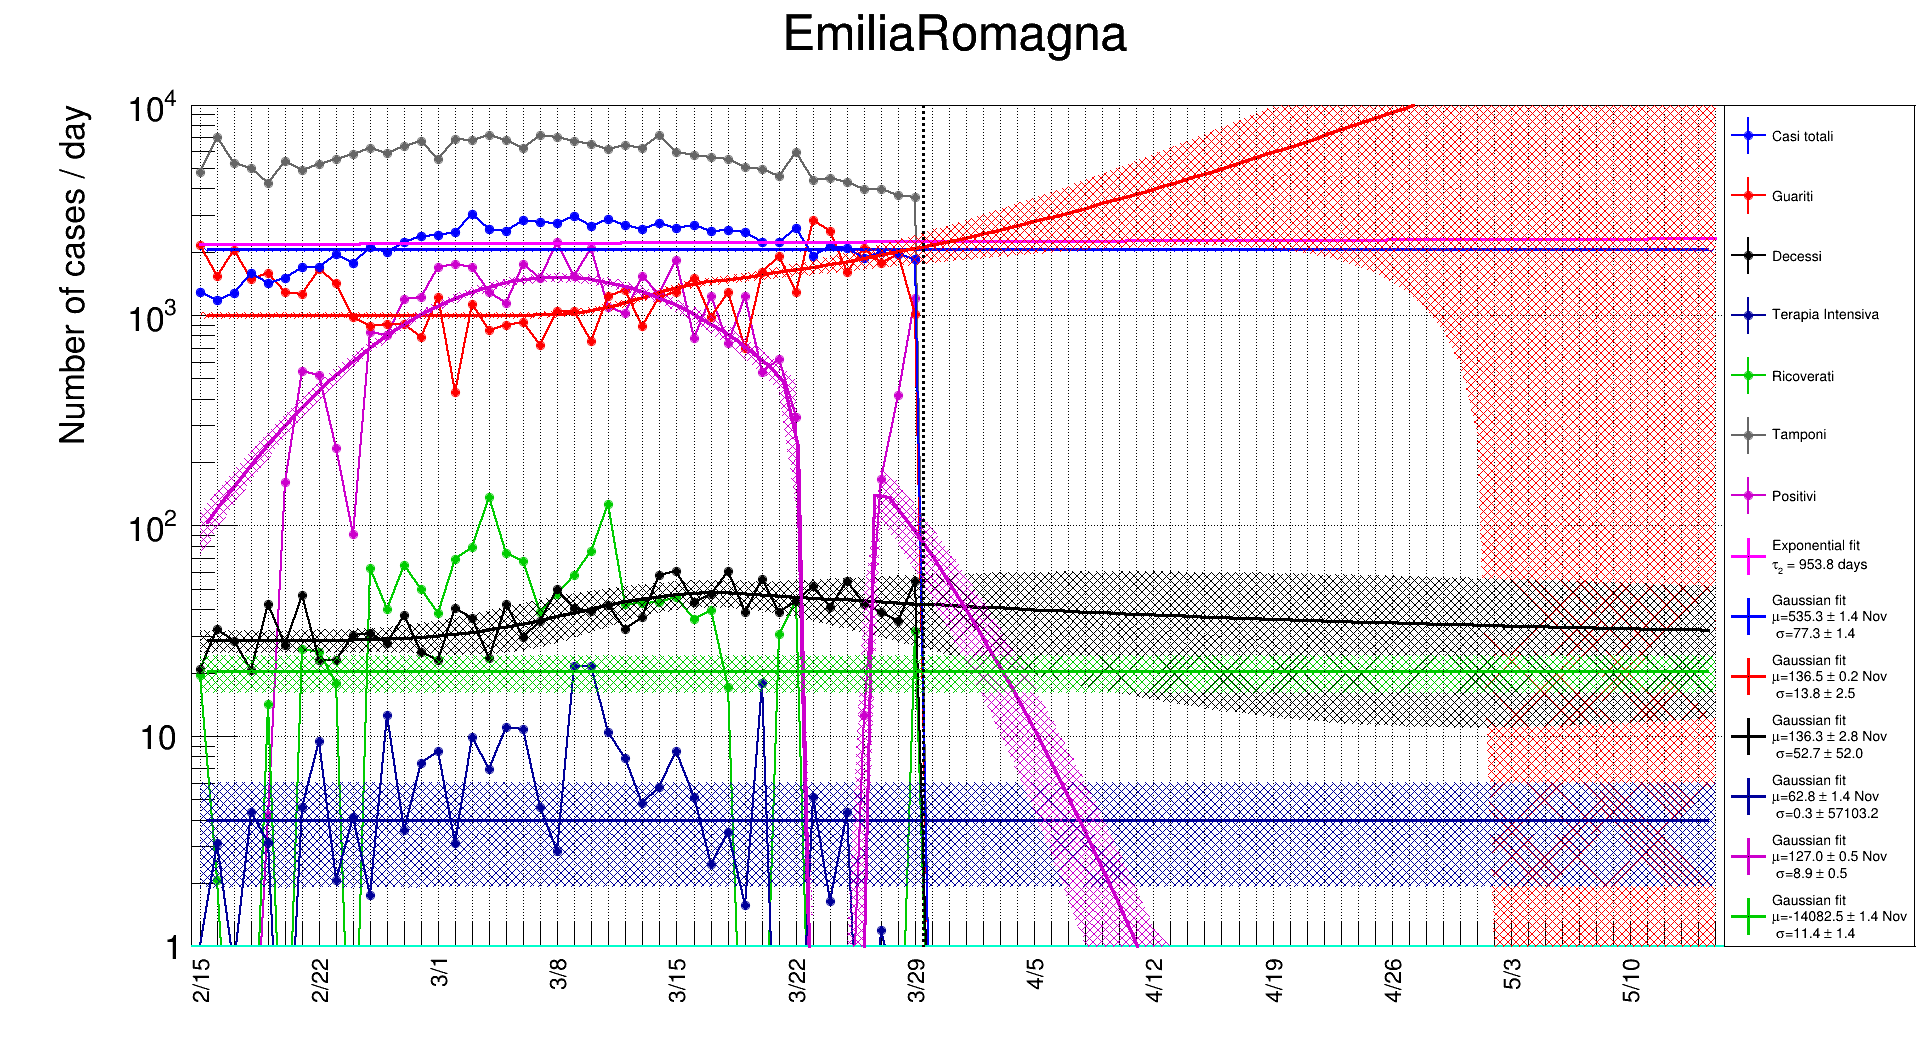 EmiliaRomagna
Number of cases / day
10⁴
10³
10²
10
1
2/15
2/22
3/1
3/8
3/15
3/22
3/29
4/5
4/12
4/19
4/26
5/3
5/10
Casi totali
Guariti
Decessi
Terapia Intensiva
Ricoverati
Tamponi
Positivi
Exponential fit
τ₂ = 953.8 days
Gaussian fit
μ=535.3 ± 1.4 Nov
σ=77.3 ± 1.4
Gaussian fit
μ=136.5 ± 0.2 Nov
σ=13.8 ± 2.5
Gaussian fit
μ=136.3 ± 2.8 Nov
σ=52.7 ± 52.0
Gaussian fit
μ=62.8 ± 1.4 Nov
σ=0.3 ± 57103.2
Gaussian fit
μ=127.0 ± 0.5 Nov
σ=8.9 ± 0.5
Gaussian fit
μ=-14082.5 ± 1.4 Nov
σ=11.4 ± 1.4